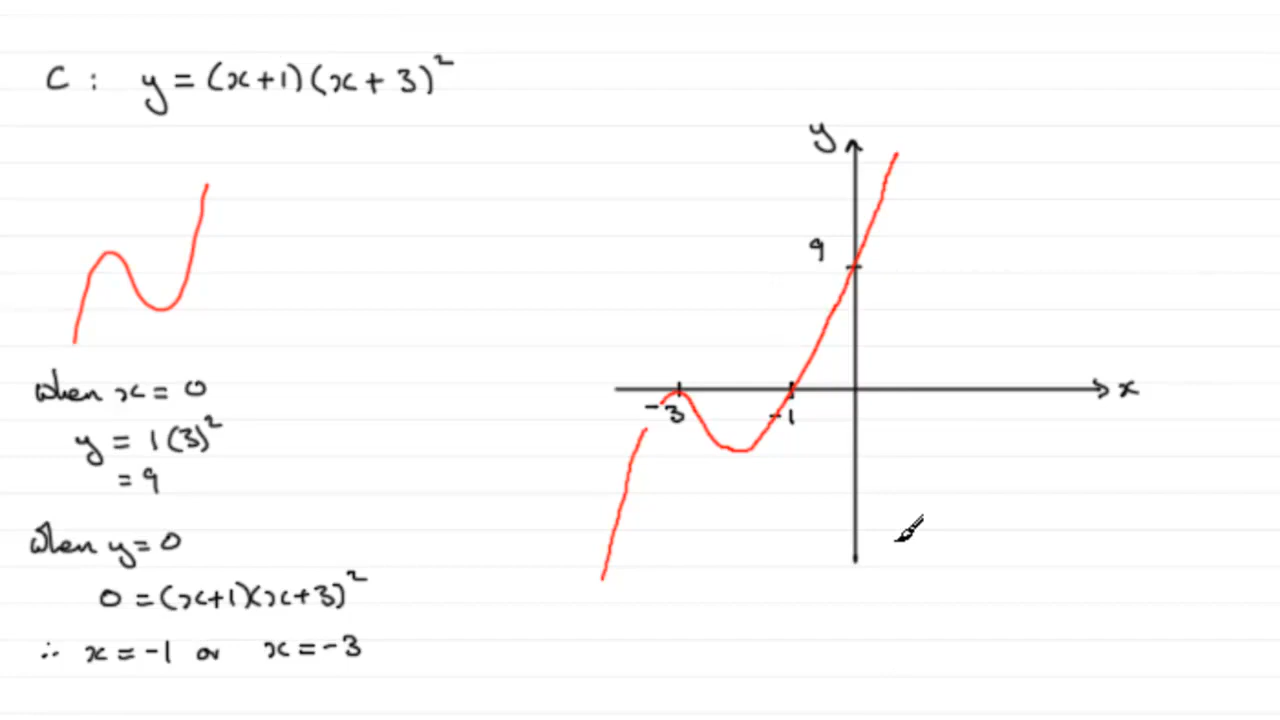 C : y = (x+1)(x+3)²
y
9
-3
-1
x
When x = 0
y = 1(3)²
= 9
When y = 0
0 = (x+1)(x+3)²
∴ x = -1 or x = -3